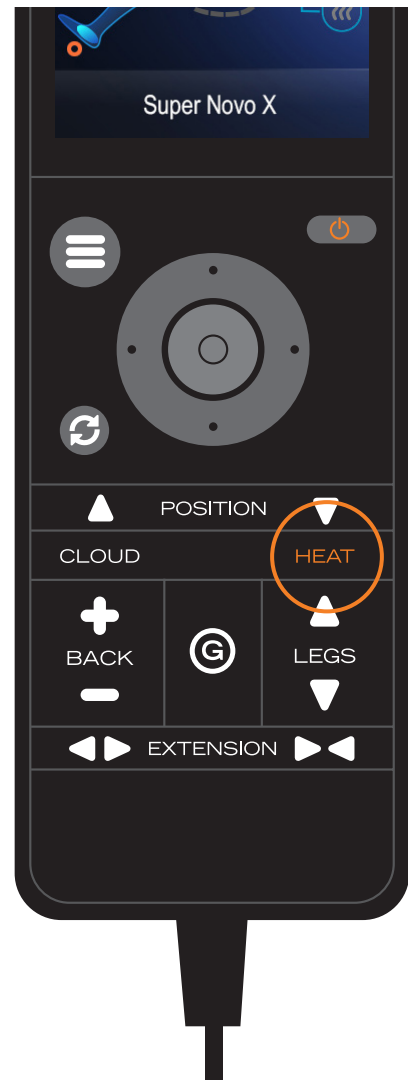 Super Novo X
POSITION
CLOUD HEAT
BACK G LEGS
EXTENSION